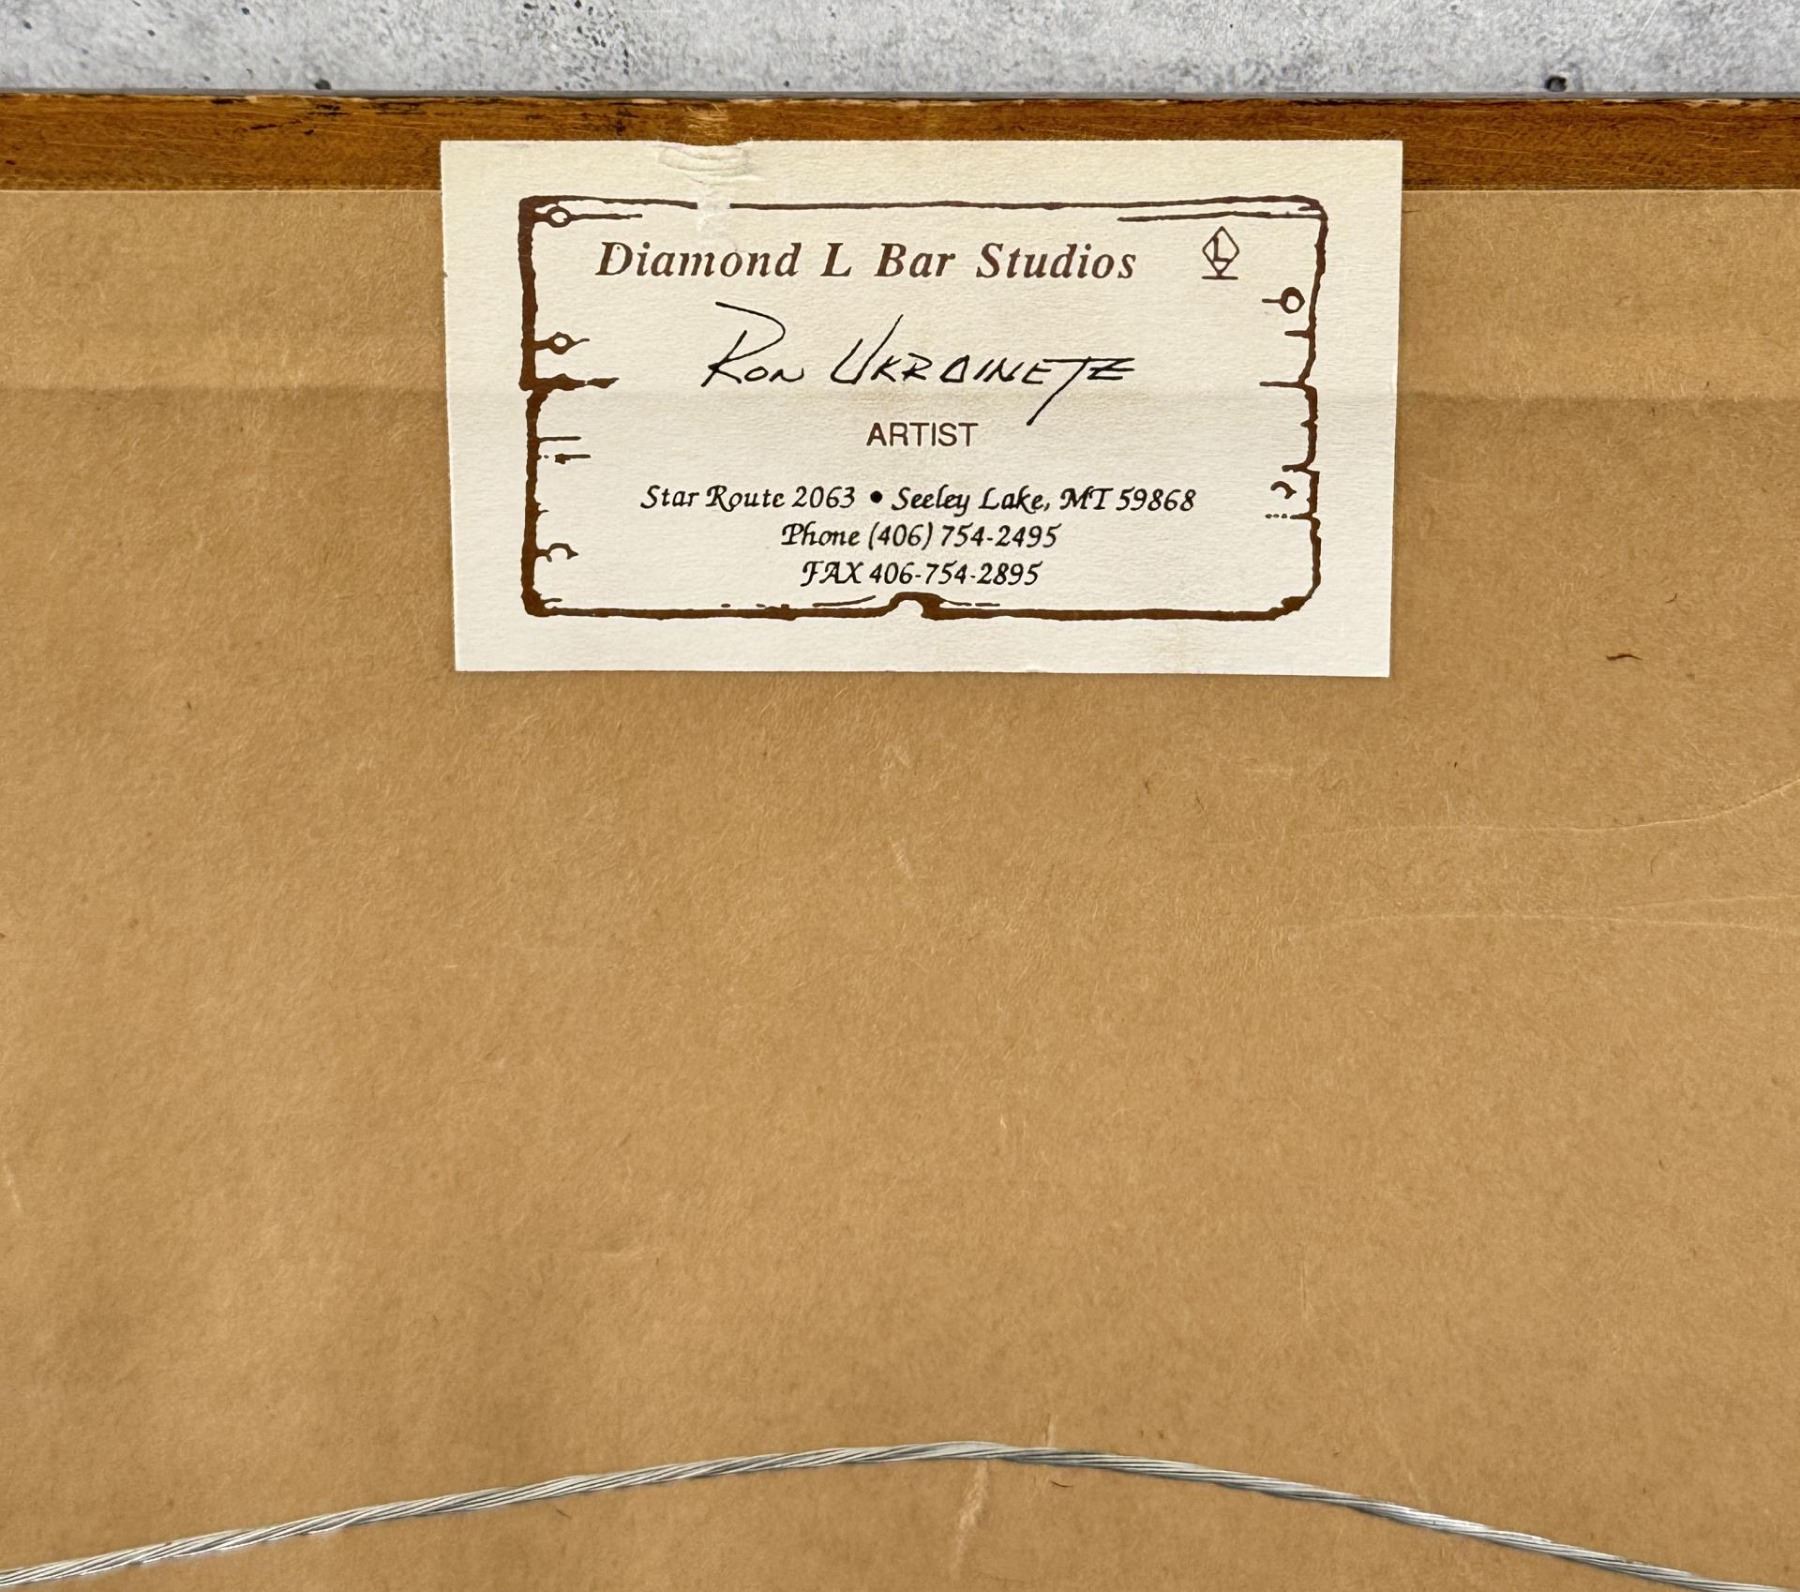 Diamond L Bar Studios
L
Ron Ukrainetz
ARTIST
Star Route 2063 • Seeley Lake, MT 59868
Phone (406) 754-2495
FAX 406-754-2895